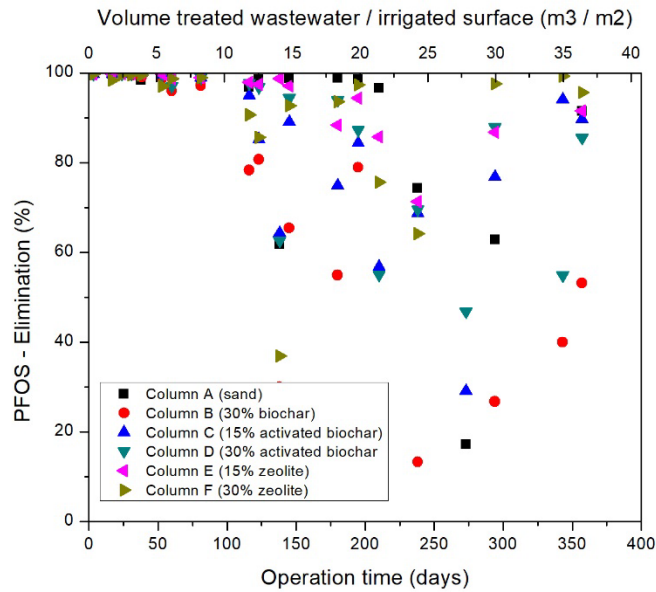 Volume treated wastewater / irrigated surface (m3 / m2)
0 5 10 15 20 25 30 35 40
100
80
60
40
20
0
PFOS - Elimination (%)
Column A (sand)
Column B (30% biochar)
Column C (15% activated biochar)
Column D (30% activated biochar
Column E (15% zeolite)
Column F (30% zeolite)
0 50 100 150 200 250 300 350 400
Operation time (days)